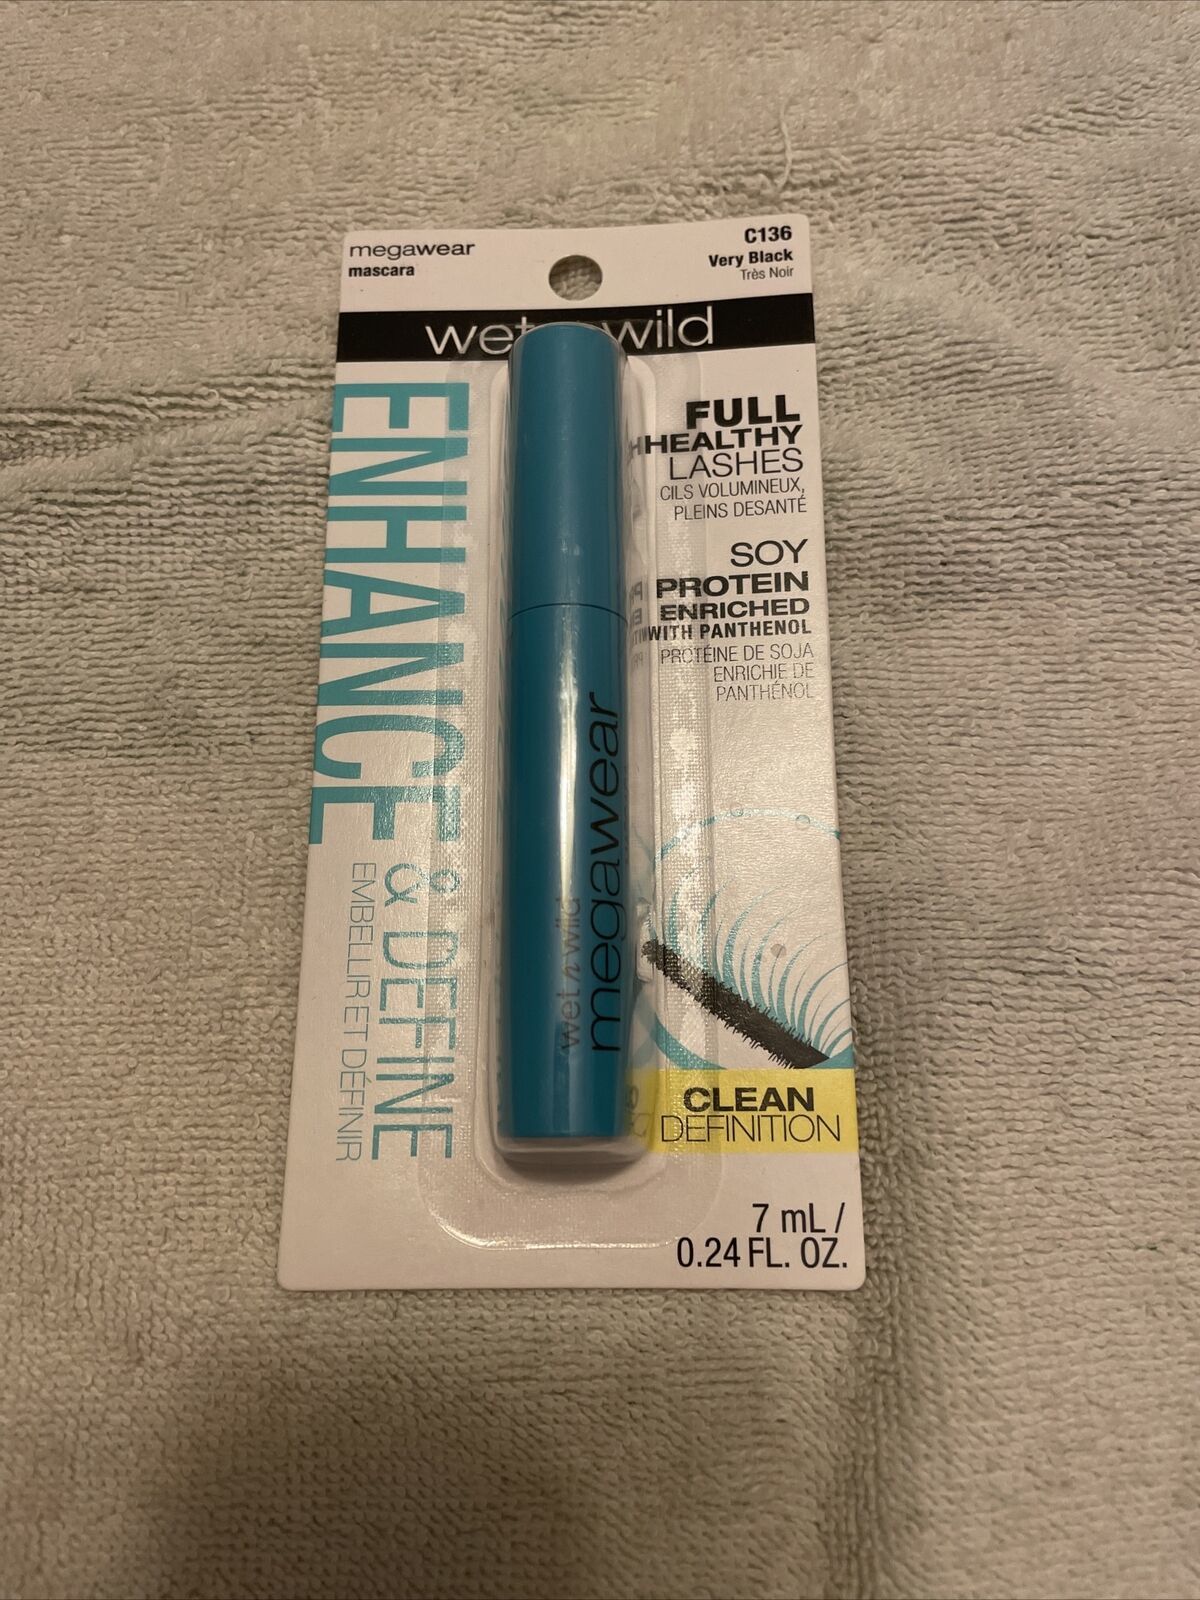 megawear
mascara
C136
Very Black
Très Noir
wet n wild
ENHANCE
& DEFINE
EMBELLIR ET DÉFINIR
wet n wild
megawear
FULL
HEALTHY
LASHES
CILS VOLUMINEUX,
PLEINS DESANTÉ
SOY
PROTEIN
ENRICHED
WITH PANTHENOL
PROTÉINE DE SOJA
ENRICHIE DE
PANTHÉNOL
CLEAN
DEFINITION
7 mL /
0.24 FL. OZ.